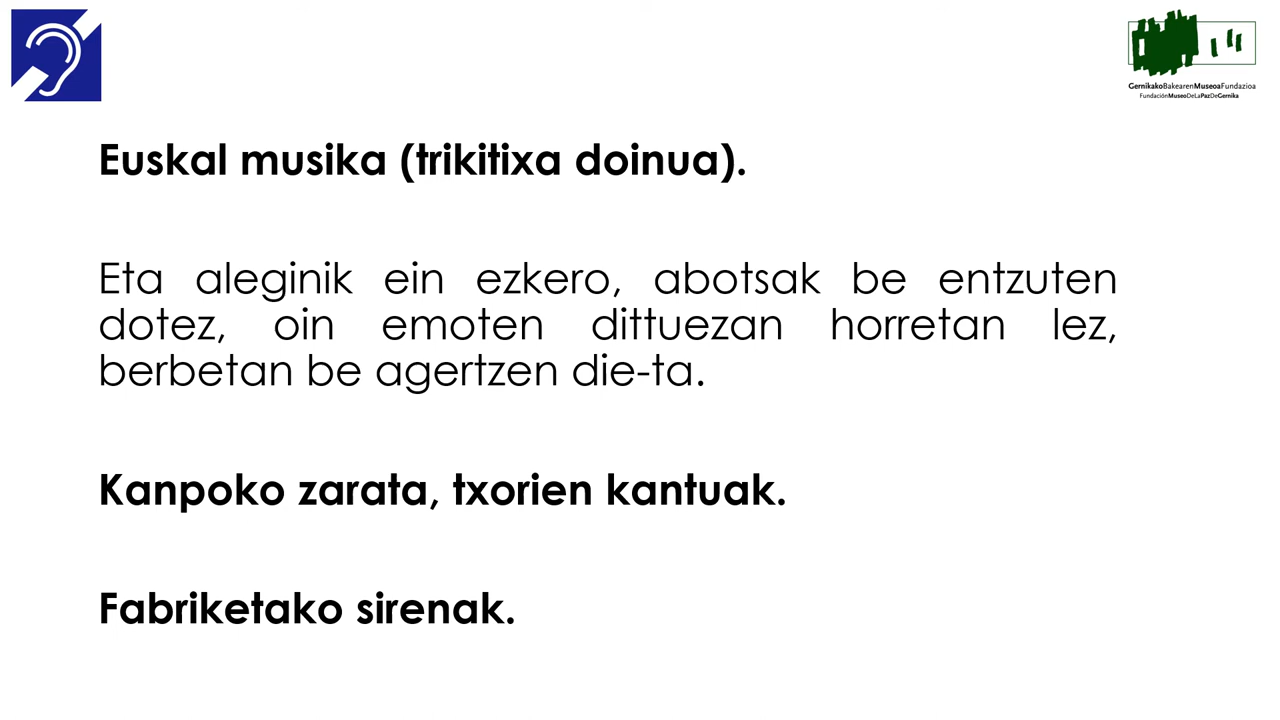 GernikakoBakearenMuseoaFundazioa
FundaciónMuseoDeLaPazDeGernika
Euskal musika (trikitixa doinua).
Eta aleginik ein ezkero, abotsak be entzuten
dotez, oin emoten dittuezan horretan lez,
berbetan be agertzen die-ta.
Kanpoko zarata, txorien kantuak.
Fabriketako sirenak.